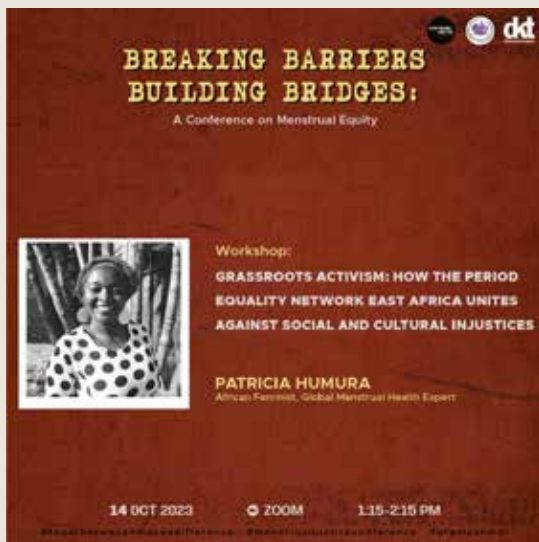 dkt
BREAKING BARRIERS
BUILDING BRIDGES:
A Conference on Menstrual Equity
Workshop:
GRASSROOTS ACTIVISM: HOW THE PERIOD
EQUALITY NETWORK EAST AFRICA UNITES
AGAINST SOCIAL AND CULTURAL INJUSTICES
PATRICIA HUMURA
African Feminist, Global Menstrual Health Expert
14 OCT 2023 ZOOM 1:15-2:15 PM